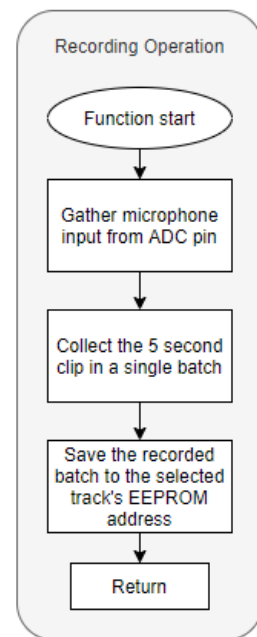 Recording Operation
Function start
Gather microphone
input from ADC pin
Collect the 5 second
clip in a single batch
Save the recorded
batch to the selected
track's EEPROM
address
Return